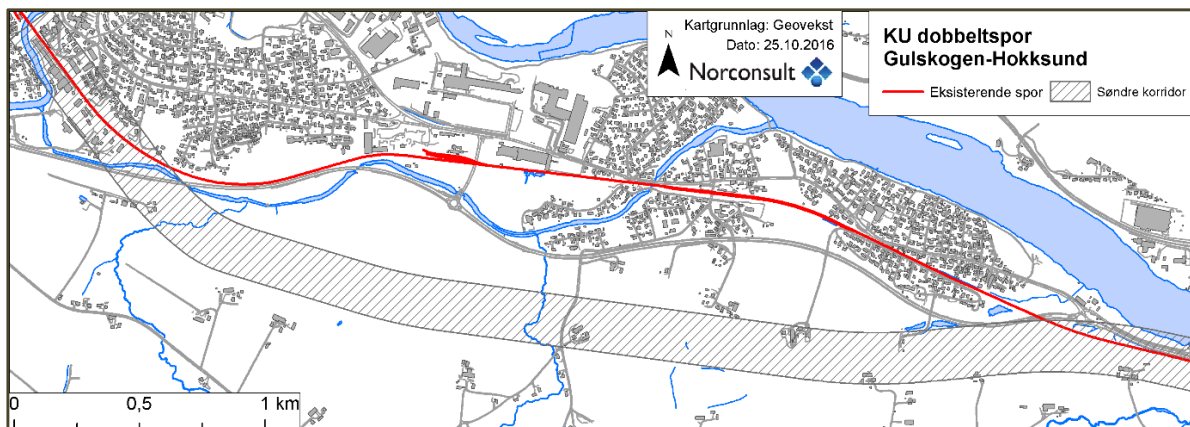 Kartgrunnlag: Geovekst
Dato: 25.10.2016
N
Norconsult
KU dobbeltspor
Gulskogen-Hokksund
Eksisterende spor
Søndre korridor
0 0,5 1 km